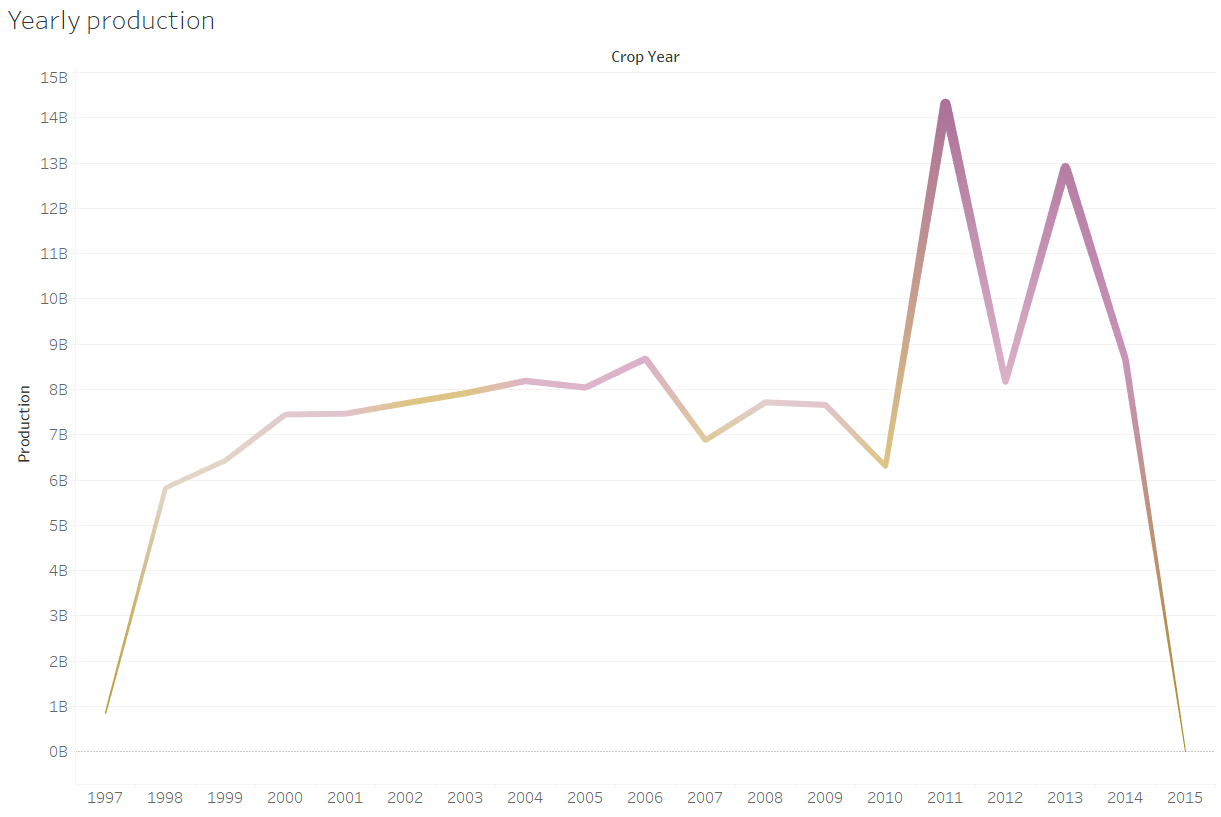 Yearly production
Crop Year
15B
14B
13B
12B
11B
10B
9B
8B
7B
6B
5B
4B
3B
2B
1B
0B
Production
1997 1998 1999 2000 2001 2002 2003 2004 2005 2006 2007 2008 2009 2010 2011 2012 2013 2014 2015